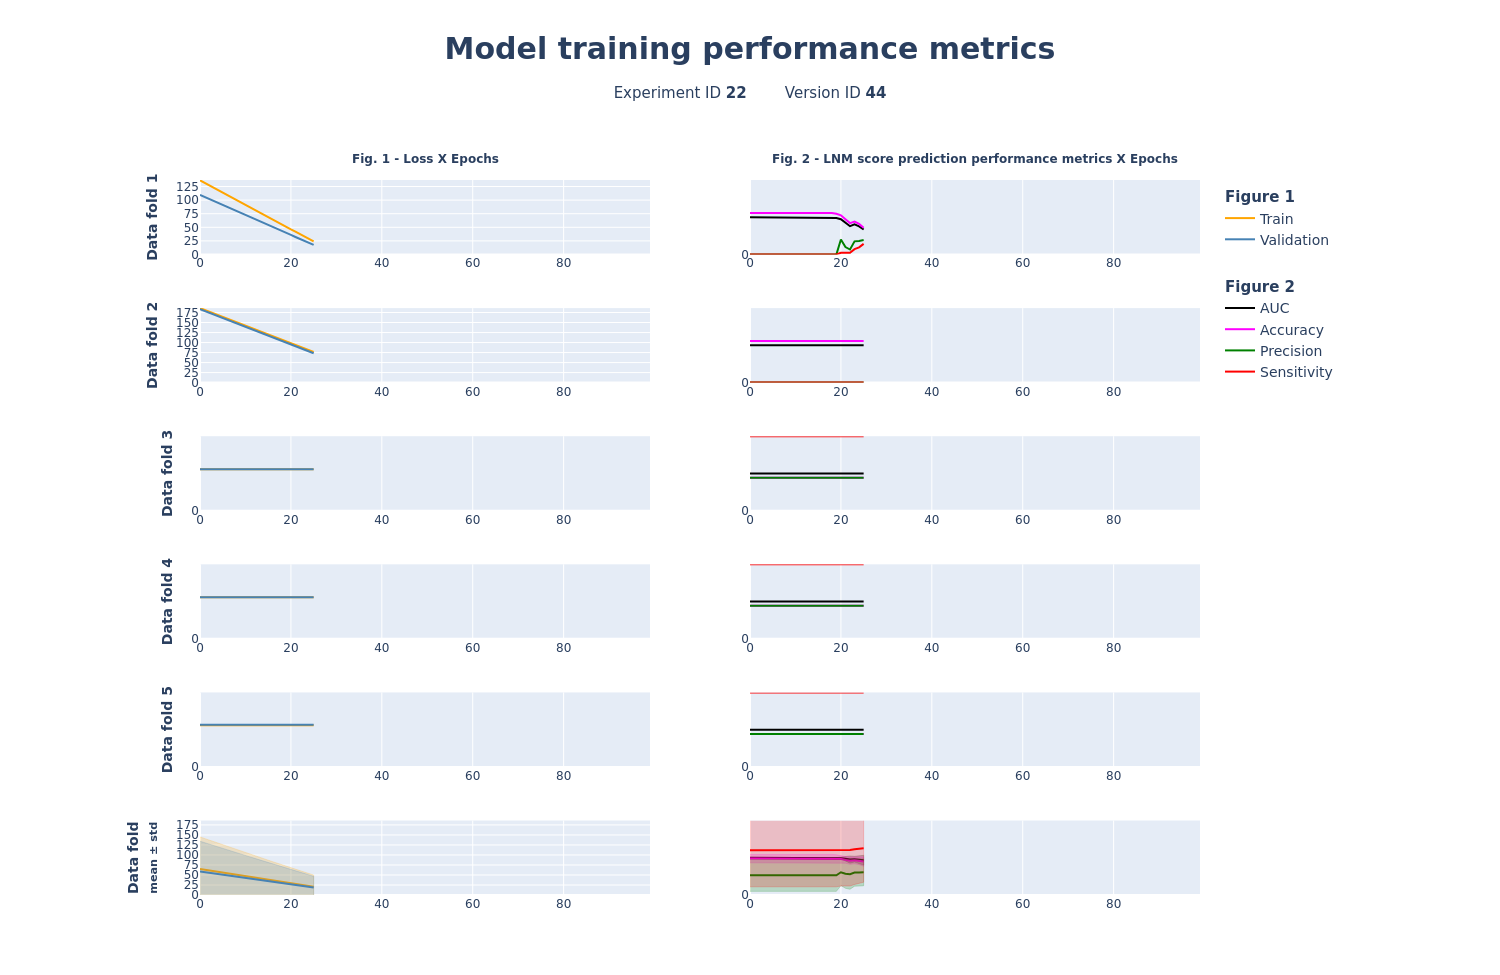 Model training performance metrics
Experiment ID 22 Version ID 44
Fig. 1 - Loss X Epochs
Fig. 2 - LNM score prediction performance metrics X Epochs
Data fold 1
125
100
75
50
25
0
0 20 40 60 80
0
0 20 40 60 80
Figure 1
Train
Validation
Figure 2
AUC
Accuracy
Precision
Sensitivity
Data fold 2
175
150
125
100
75
50
25
0
0 20 40 60 80
0
0 20 40 60 80
Data fold 3
0
0 20 40 60 80
0
0 20 40 60 80
Data fold 4
0
0 20 40 60 80
0
0 20 40 60 80
Data fold 5
0
0 20 40 60 80
0
0 20 40 60 80
Data fold
mean ± std
175
150
125
100
75
50
25
0
0 20 40 60 80
0
0 20 40 60 80